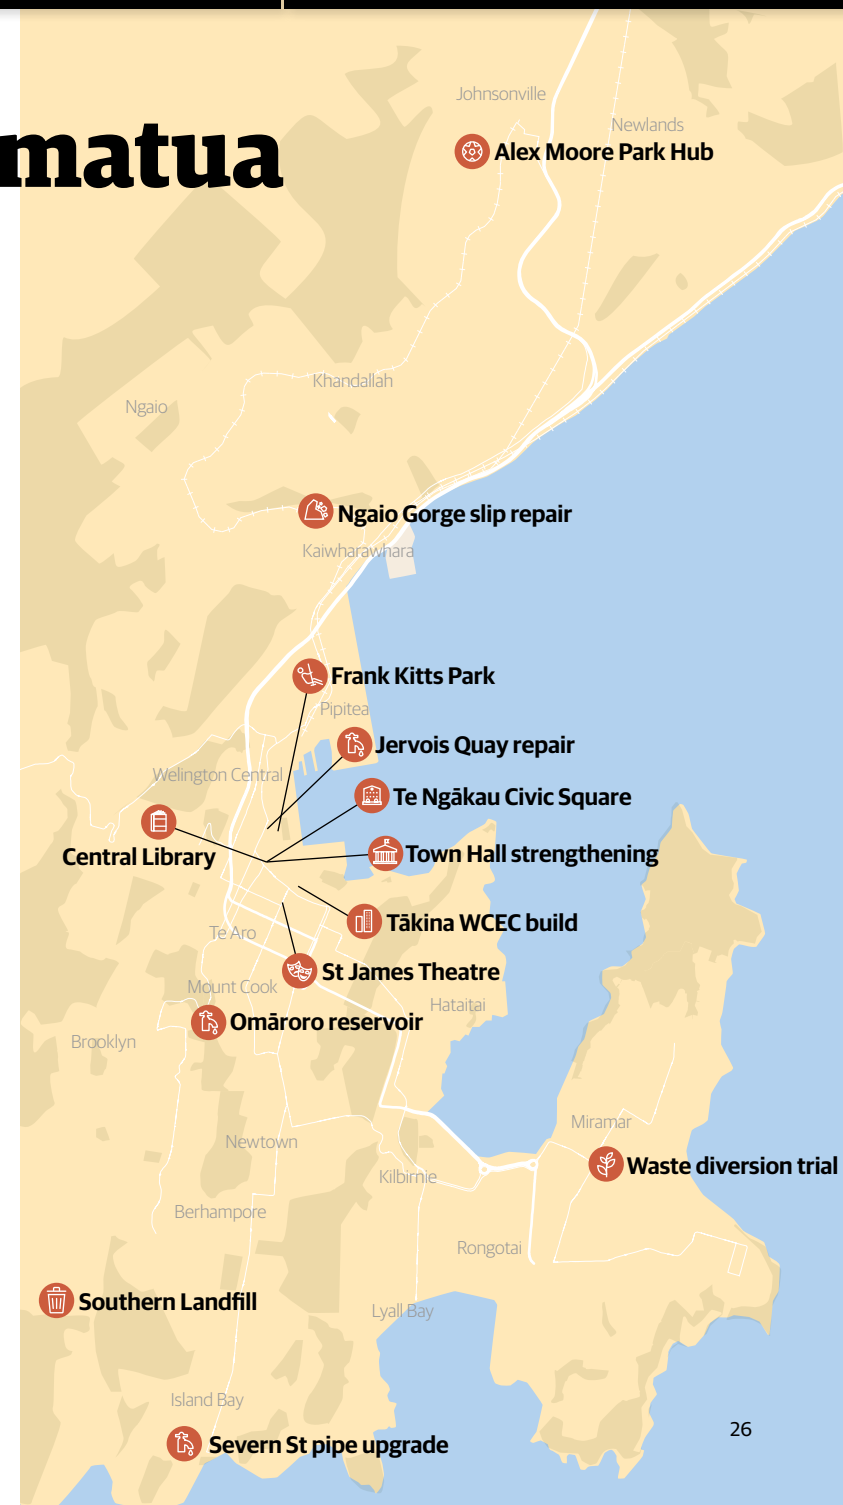 matua
Johnsonville
Newlands
Alex Moore Park Hub
Khandallah
Ngaio
Ngaio Gorge slip repair
Kaiwharawhara
Frank Kitts Park
Pipitea
Jervois Quay repair
Welington Central
Te Ngākau Civic Square
Central Library
Town Hall strengthening
Tākina WCEC build
Te Aro
St James Theatre
Mount Cook
Hataitai
Omāroro reservoir
Brooklyn
Miramar
Newtown
Waste diversion trial
Kilbirnie
Berhampore
Rongotai
Southern Landfill
Lyall Bay
Island Bay
26
Severn St pipe upgrade